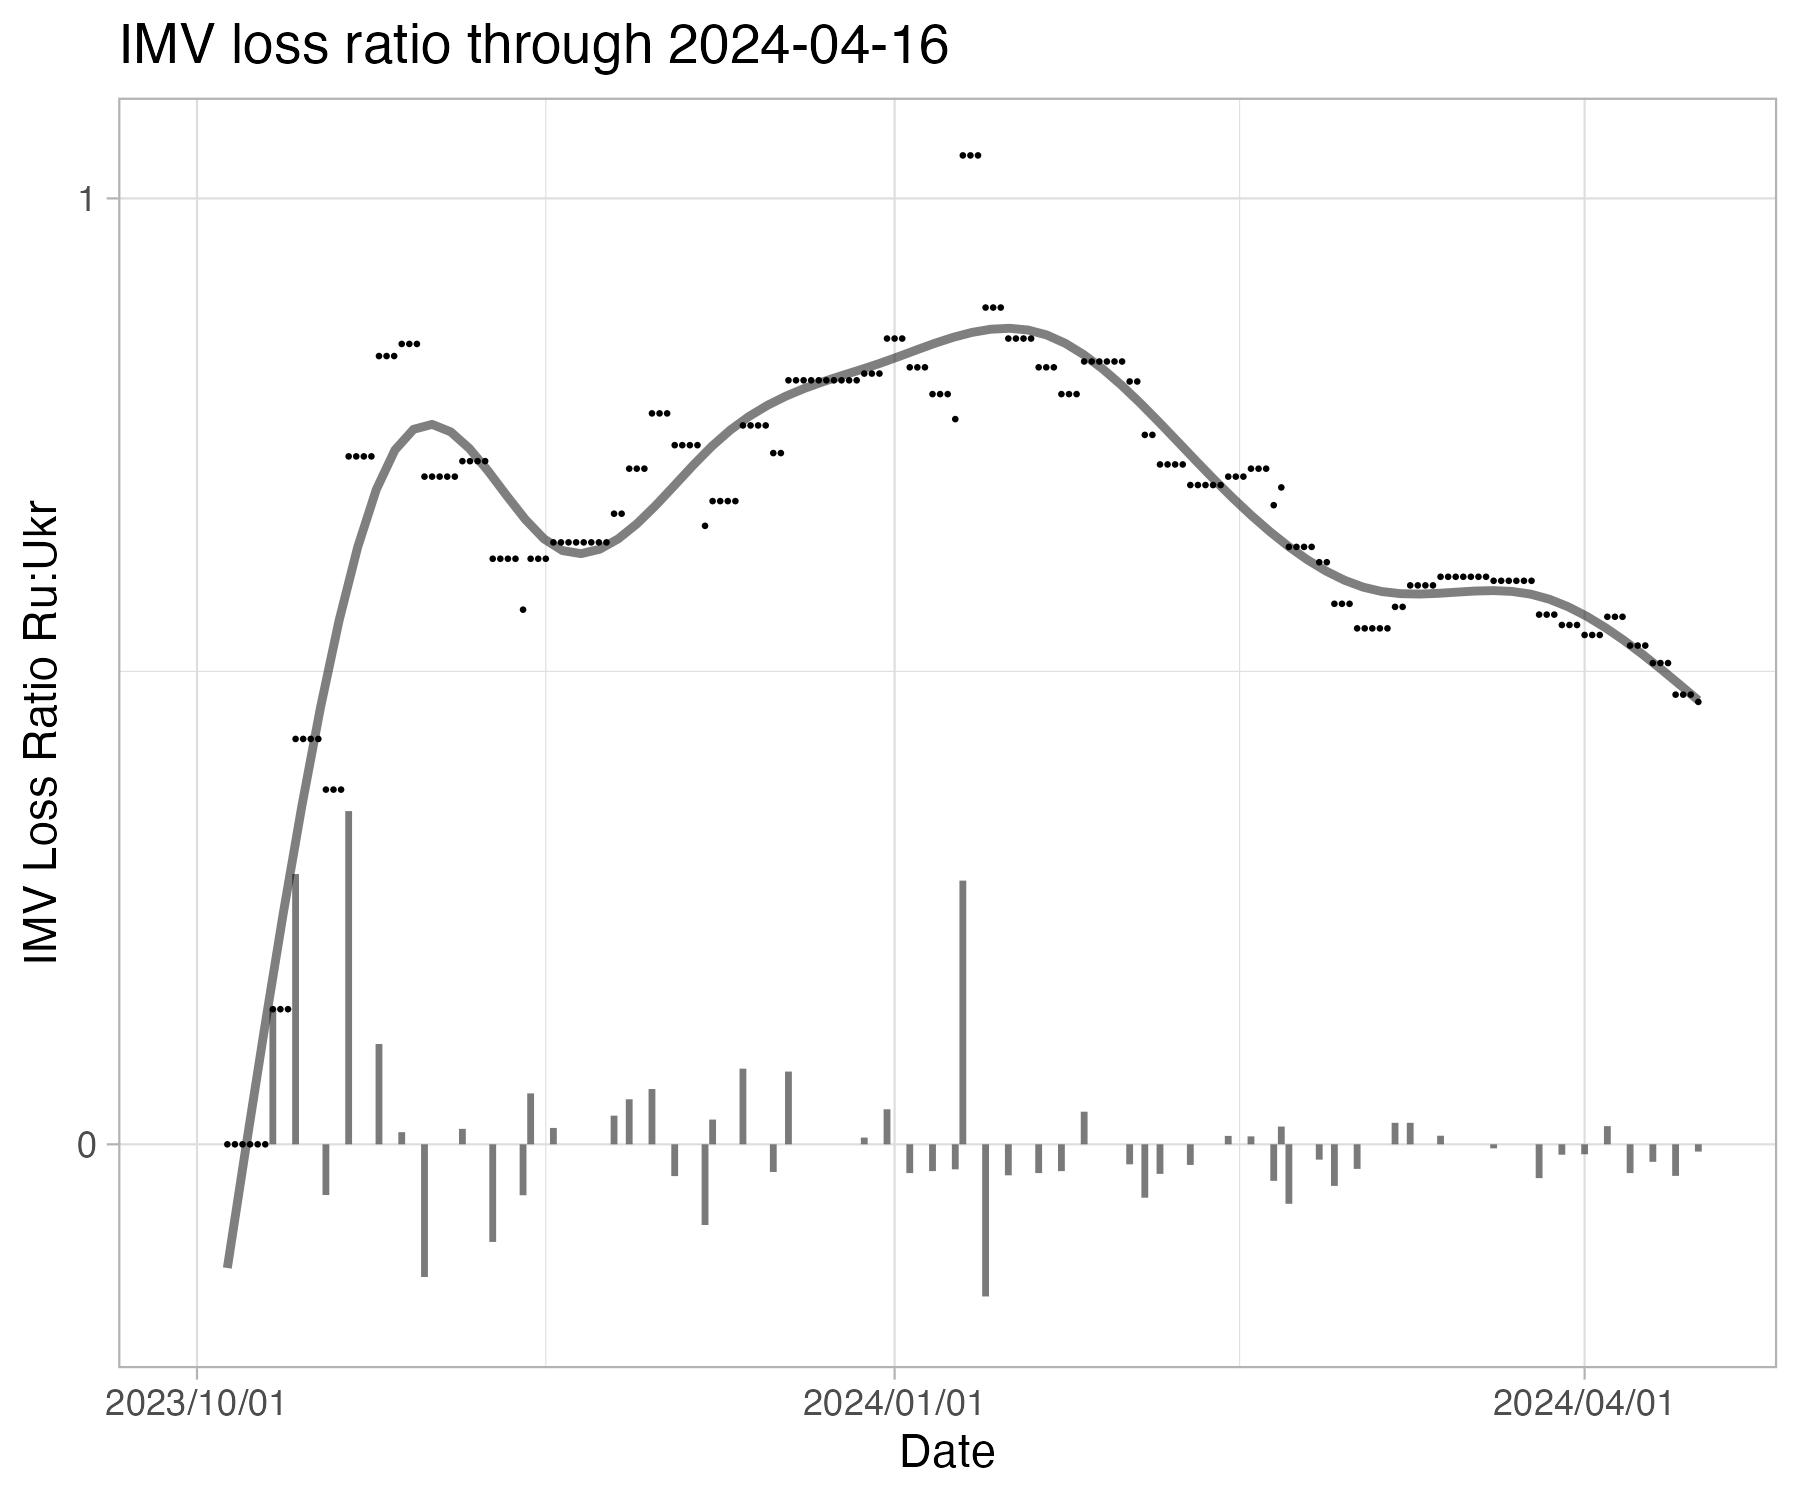 IMV loss ratio through 2024-04-16
IMV Loss Ratio Ru:Ukr
1
0
2023/10/01
2024/01/01
2024/04/01
Date